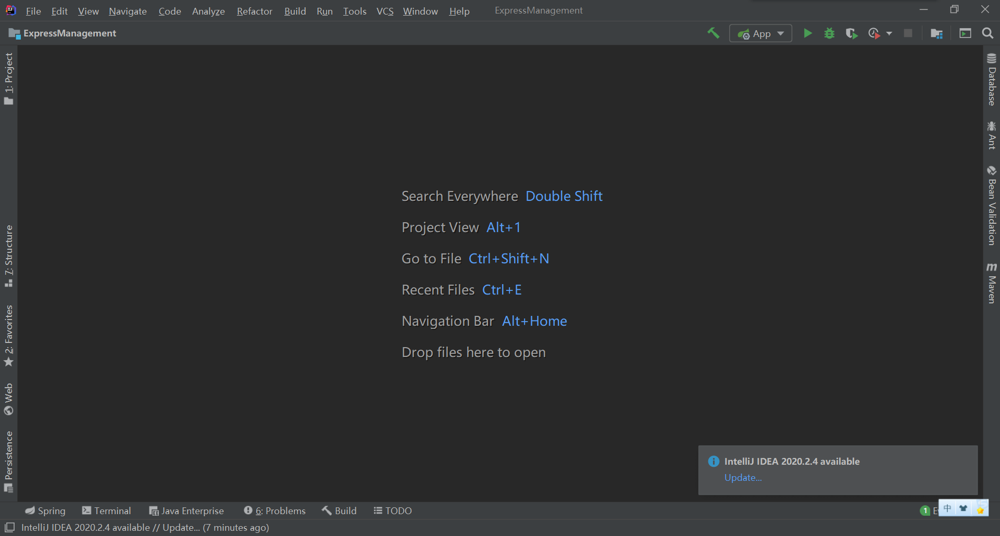 File Edit View Navigate Code Analyze Refactor Build Run Tools VCS Window Help ExpressManagement
ExpressManagement
App
1: Project
7: Structure
2: Favorites
Web
Persistence
Search Everywhere Double Shift
Project View Alt+1
Go to File Ctrl+Shift+N
Recent Files Ctrl+E
Navigation Bar Alt+Home
Drop files here to open
Database
Ant
Bean Validation
m Maven
IntelliJ IDEA 2020.2.4 available
Update...
Spring Terminal Java Enterprise 6: Problems Build TODO
1
中
IntelliJ IDEA 2020.2.4 available // Update... (7 minutes ago)